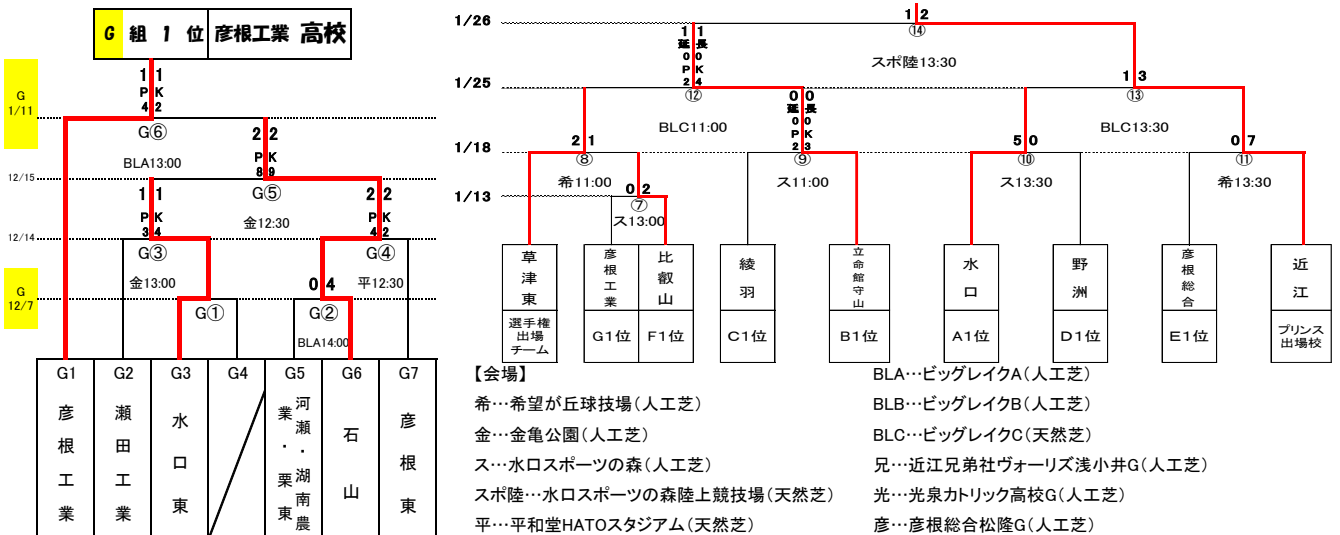 G 組 1 位 彦根工業 高校
G 1/11
1 1
PK
4 2
G⑥
BLA13:00
2 2
PK
8 9
12/15
G⑤
金12:30
1 1
PK
3 4
2 2
PK
4 2
12/14
G③
金13:00
G④
平12:30
G 12/7
G①
0 4
G②
BLA14:00
G1 G2 G3 G4 G5 G6 G7
彦根工業
瀬田工業
水口東
河瀬・湖南農業・栗東
石山
彦根東
1/26
1 2
⑭
スポ陸13:30
1 1
延長
0 0
PK
2 4
1/25
⑫
BLC11:00
1 3
⑬
BLC13:30
0 0
延長
0 0
PK
2 3
1/18
2 1
⑧
希11:00
⑨
ス11:00
5 0
⑩
ス13:30
0 7
⑪
希13:30
1/13
0 2
⑦
ス13:00
草津東
彦根工業
比叡山
綾羽
立命館守山
水口
野洲
彦根総合
近江
選手権出場チーム
G1位 F1位 C1位 B1位 A1位 D1位 E1位
プリンス出場校
【会場】
希…希望が丘球技場(人工芝)
金…金亀公園(人工芝)
ス…水口スポーツの森(人工芝)
スポ陸…水口スポーツの森陸上競技場(天然芝)
平…平和堂HATOスタジアム(天然芝)
BLA…ビッグレイクA(人工芝)
BLB…ビッグレイクB(人工芝)
BLC…ビッグレイクC(天然芝)
兄…近江兄弟社ヴォーリズ浅小井G(人工芝)
光…光泉カトリック高校G(人工芝)
彦…彦根総合松隆G(人工芝)